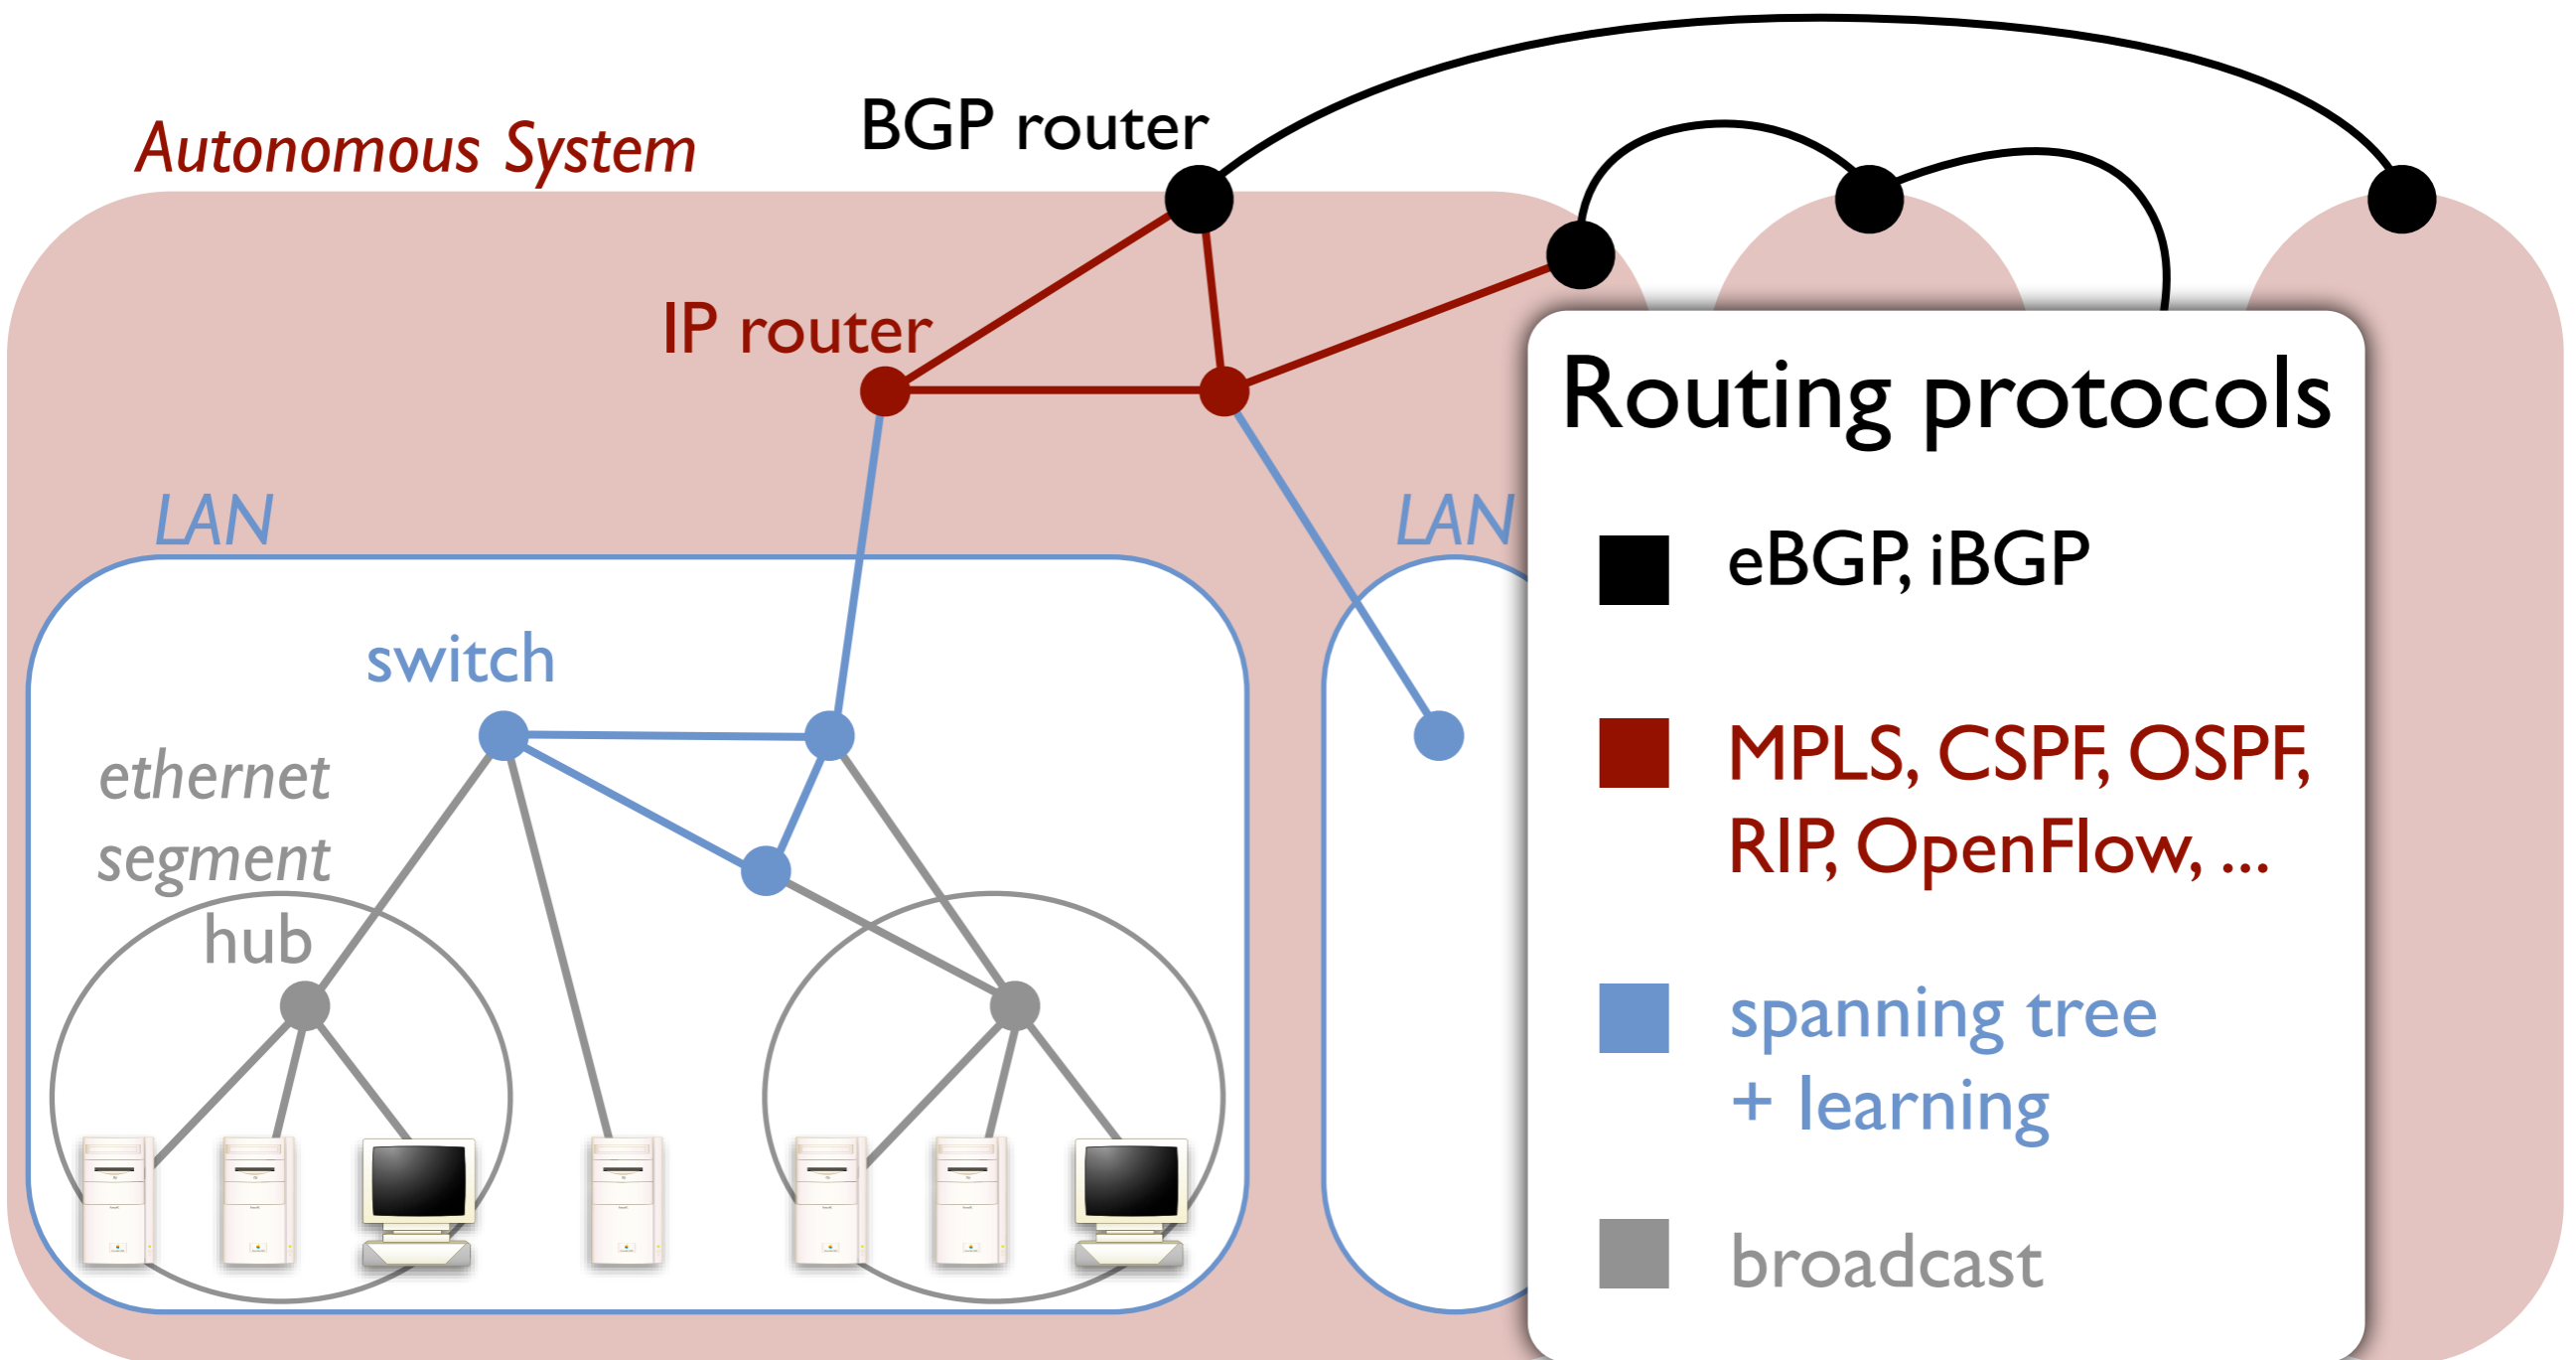 BGP router
Autonomous System
IP router
LAN
LAN
switch
ethernet
segment
hub
Routing protocols
eBGP, iBGP
MPLS, CSPF, OSPF,
RIP, OpenFlow, ...
spanning tree
+ learning
broadcast